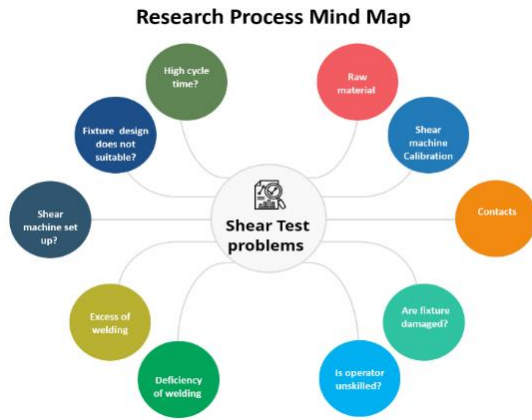 Research Process Mind Map
High cycle
time?
Raw
material
Fixture design
does not
suitable?
Shear
machine
Calibration
Shear
machine set
up?
Shear Test
problems
Contacts
Excess of
welding
Are fixture
damaged?
Deficiency
of welding
Is operator
unskilled?